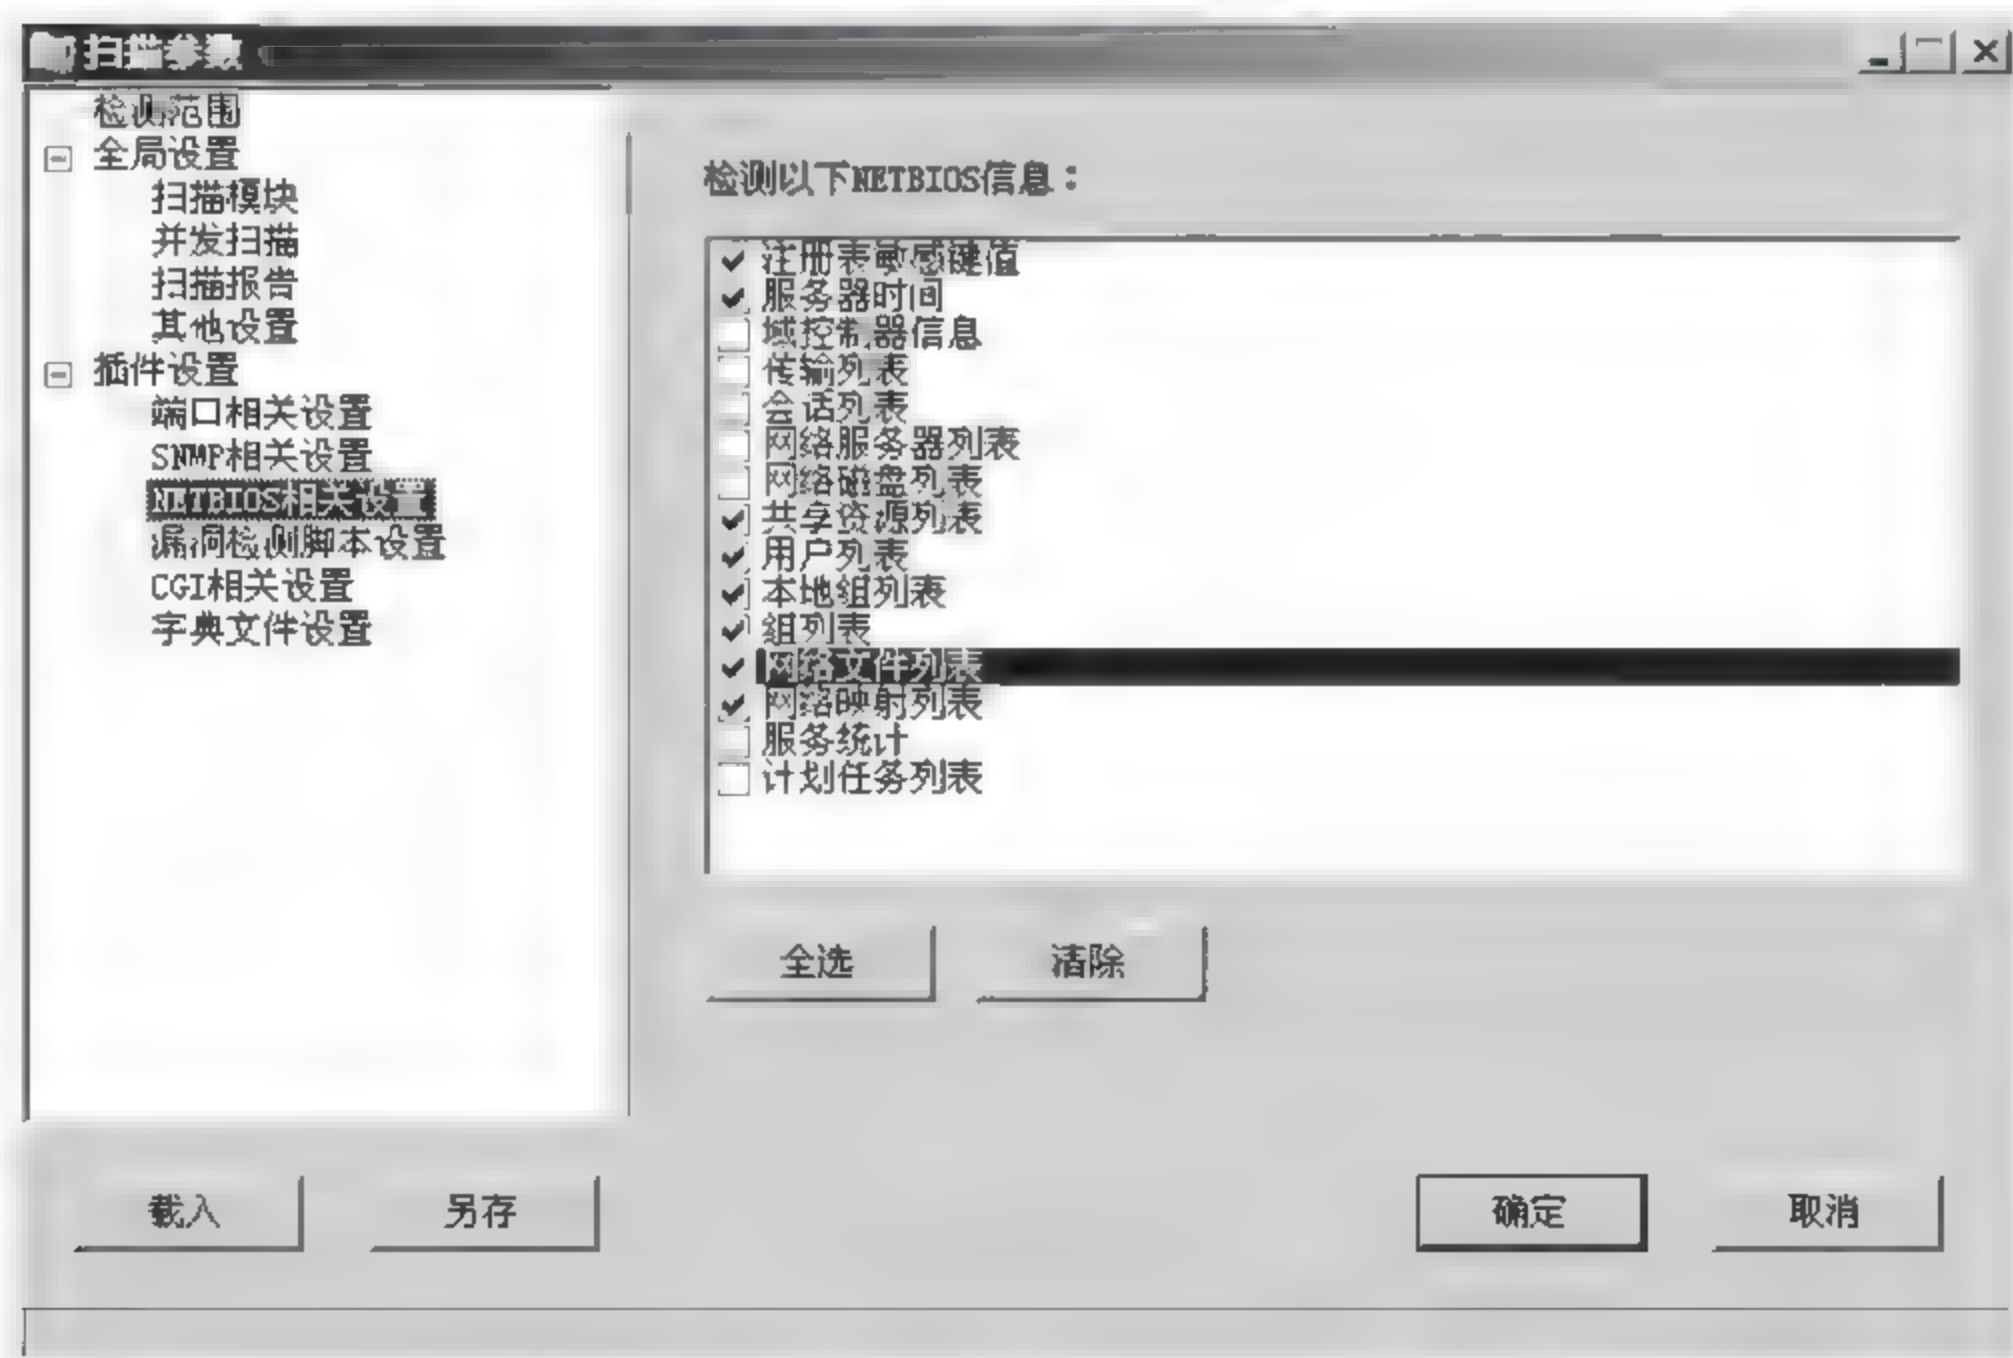 扫描参数
检测范围
全局设置
扫描模块
并发扫描
扫描报告
其他设置
插件设置
端口相关设置
SNMP相关设置
NETBIOS相关设置
漏洞检测脚本设置
CGI相关设置
字典文件设置
检测以下NETBIOS信息：
注册表敏感键值
服务器时间
域控制器信息
传输列表
会话列表
网络服务器列表
网络磁盘列表
共享资源列表
用户列表
本地组列表
组列表
网络文件列表
网络映射列表
服务统计
计划任务列表
全选
清除
载入
另存
确定
取消